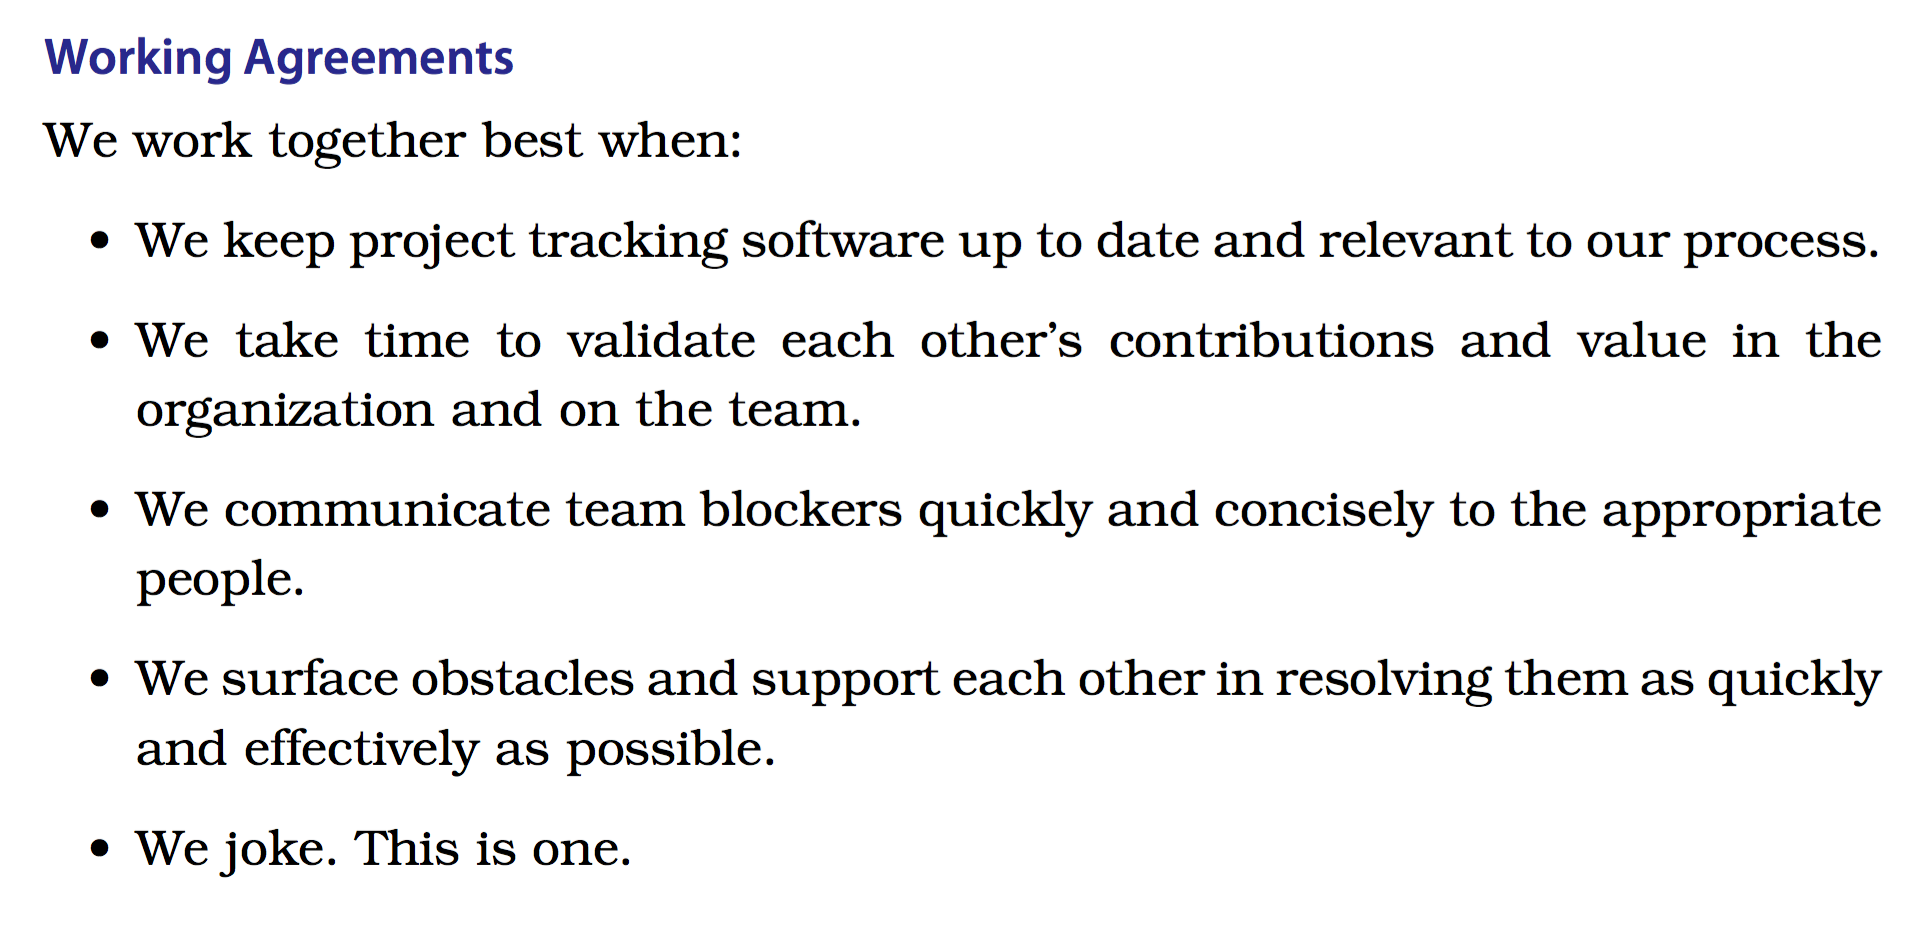 Working Agreements
We work together best when:
• We keep project tracking software up to date and relevant to our process.
• We take time to validate each other’s contributions and value in the
organization and on the team.
• We communicate team blockers quickly and concisely to the appropriate
people.
• We surface obstacles and support each other in resolving them as quickly
and effectively as possible.
• We joke. This is one.